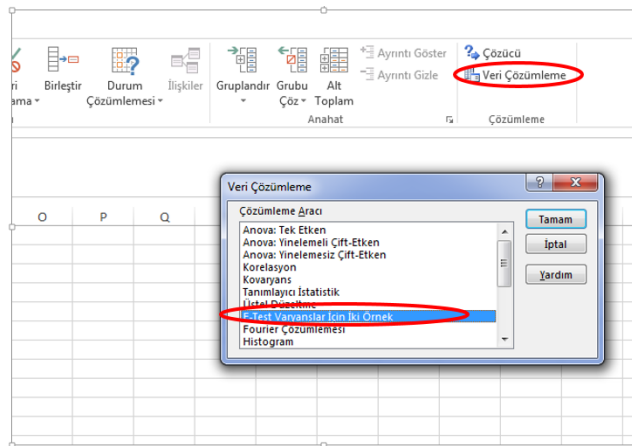 Ayrıntı Göster
Çözücü
ri
Birleştir
Durum
İlişkiler
Gruplandır
Grubu
Alt
Ayrıntı Gizle
Veri Çözümleme
ama
Çözümlemesi
Çöz
Toplam
Anahat
Çözümleme
Veri Çözümleme
Çözümleme Aracı
Anova: Tek Etken
Tamam
Anova: Yinelemeli Çift-Etken
Anova: Yinelemesiz Çift-Etken
İptal
Korelasyon
Kovaryans
Yardım
Tanımlayıcı İstatistik
Üstel Düzeltme
F-Test Varyanslar İçin İki Örnek
Fourier Çözümlemesi
Histogram
O P Q